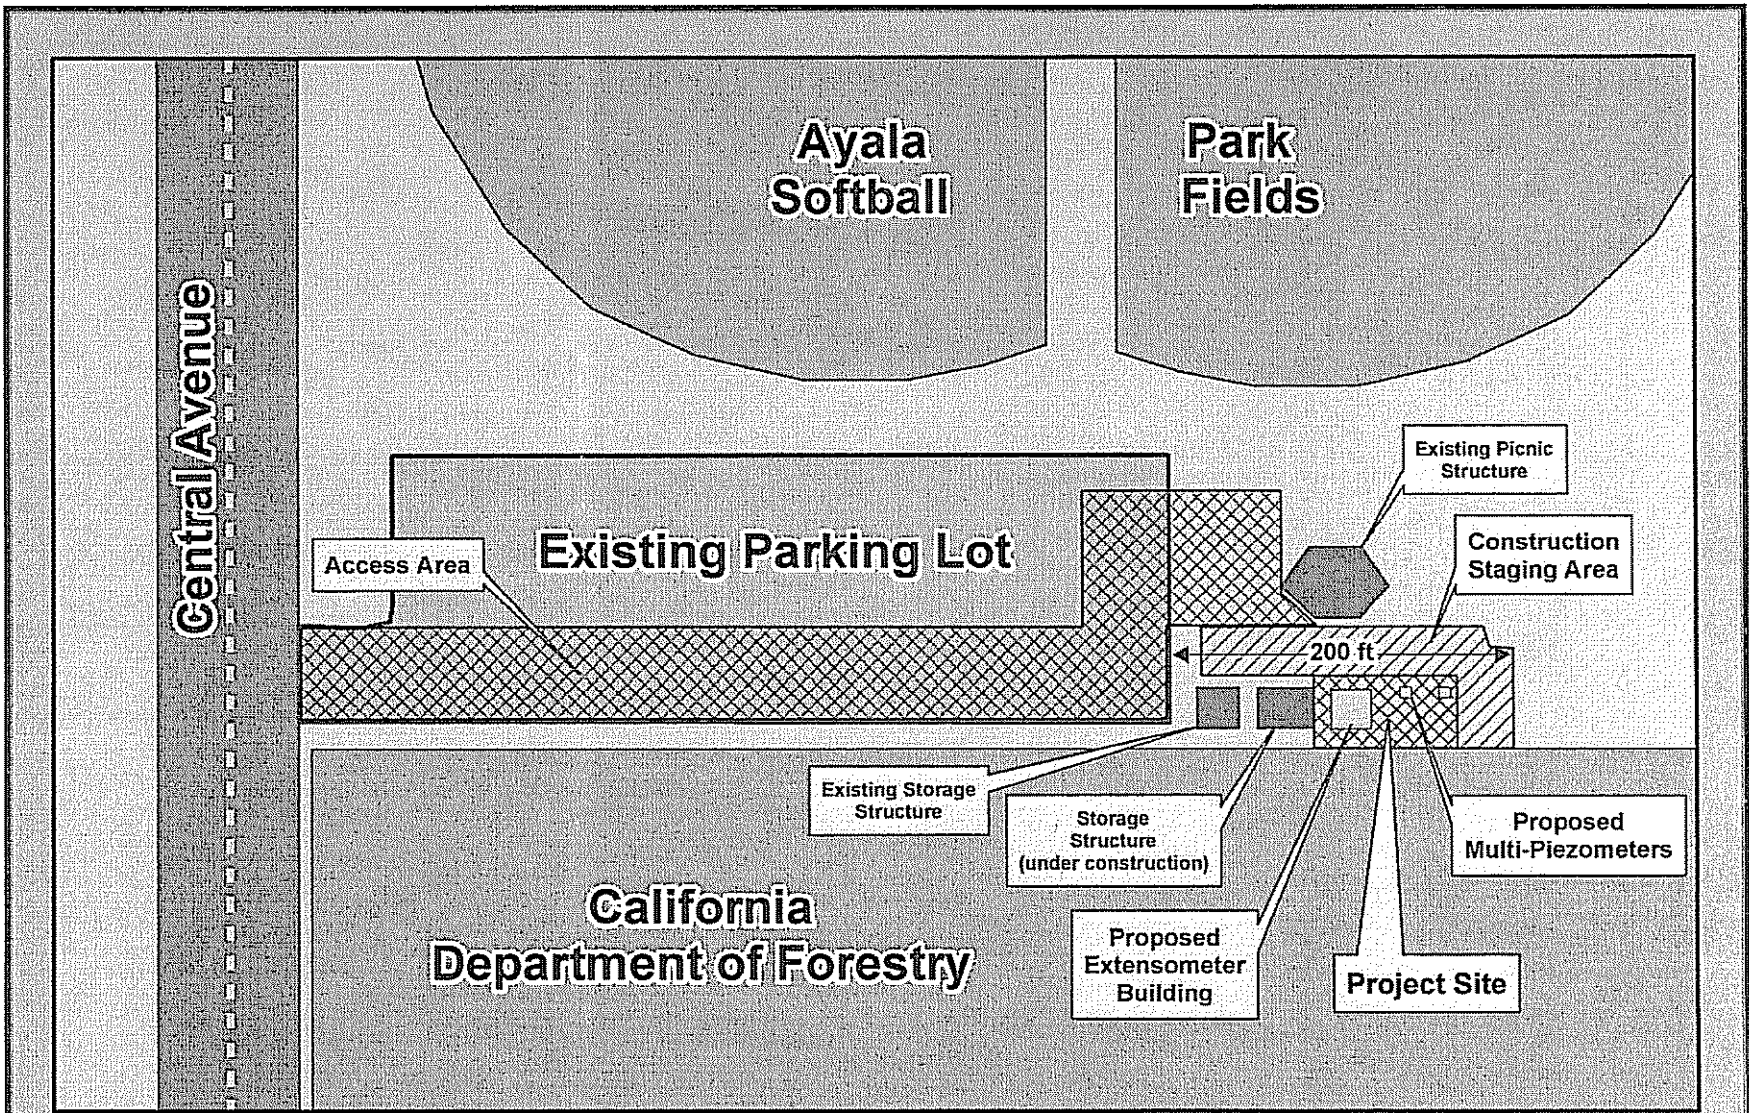 Ayala
Softball
Park
Fields
Central Avenue
Existing Picnic
Structure
Construction
Staging Area
Existing Parking Lot
Access Area
200 ft
Existing Storage
Structure
Storage
Structure
(under construction)
Proposed
Multi-Piezometers
Proposed
Extensometer
Building
Project Site
California
Department of Forestry